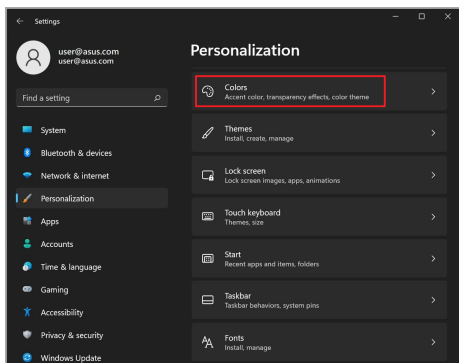 Settings
user@asus.com
user@asus.com
Find a setting
System
Bluetooth & devices
Network & internet
Personalization
Apps
Accounts
Time & language
Gaming
Accessibility
Privacy & security
Windows Update
Personalization
Colors
Accent color, transparency effects, color theme
Themes
Install, create, manage
Lock screen
Lock screen images, apps, animations
Touch keyboard
Themes, size
Start
Recent apps and items, folders
Taskbar
Taskbar behaviors, system pins
Fonts
Install, manage